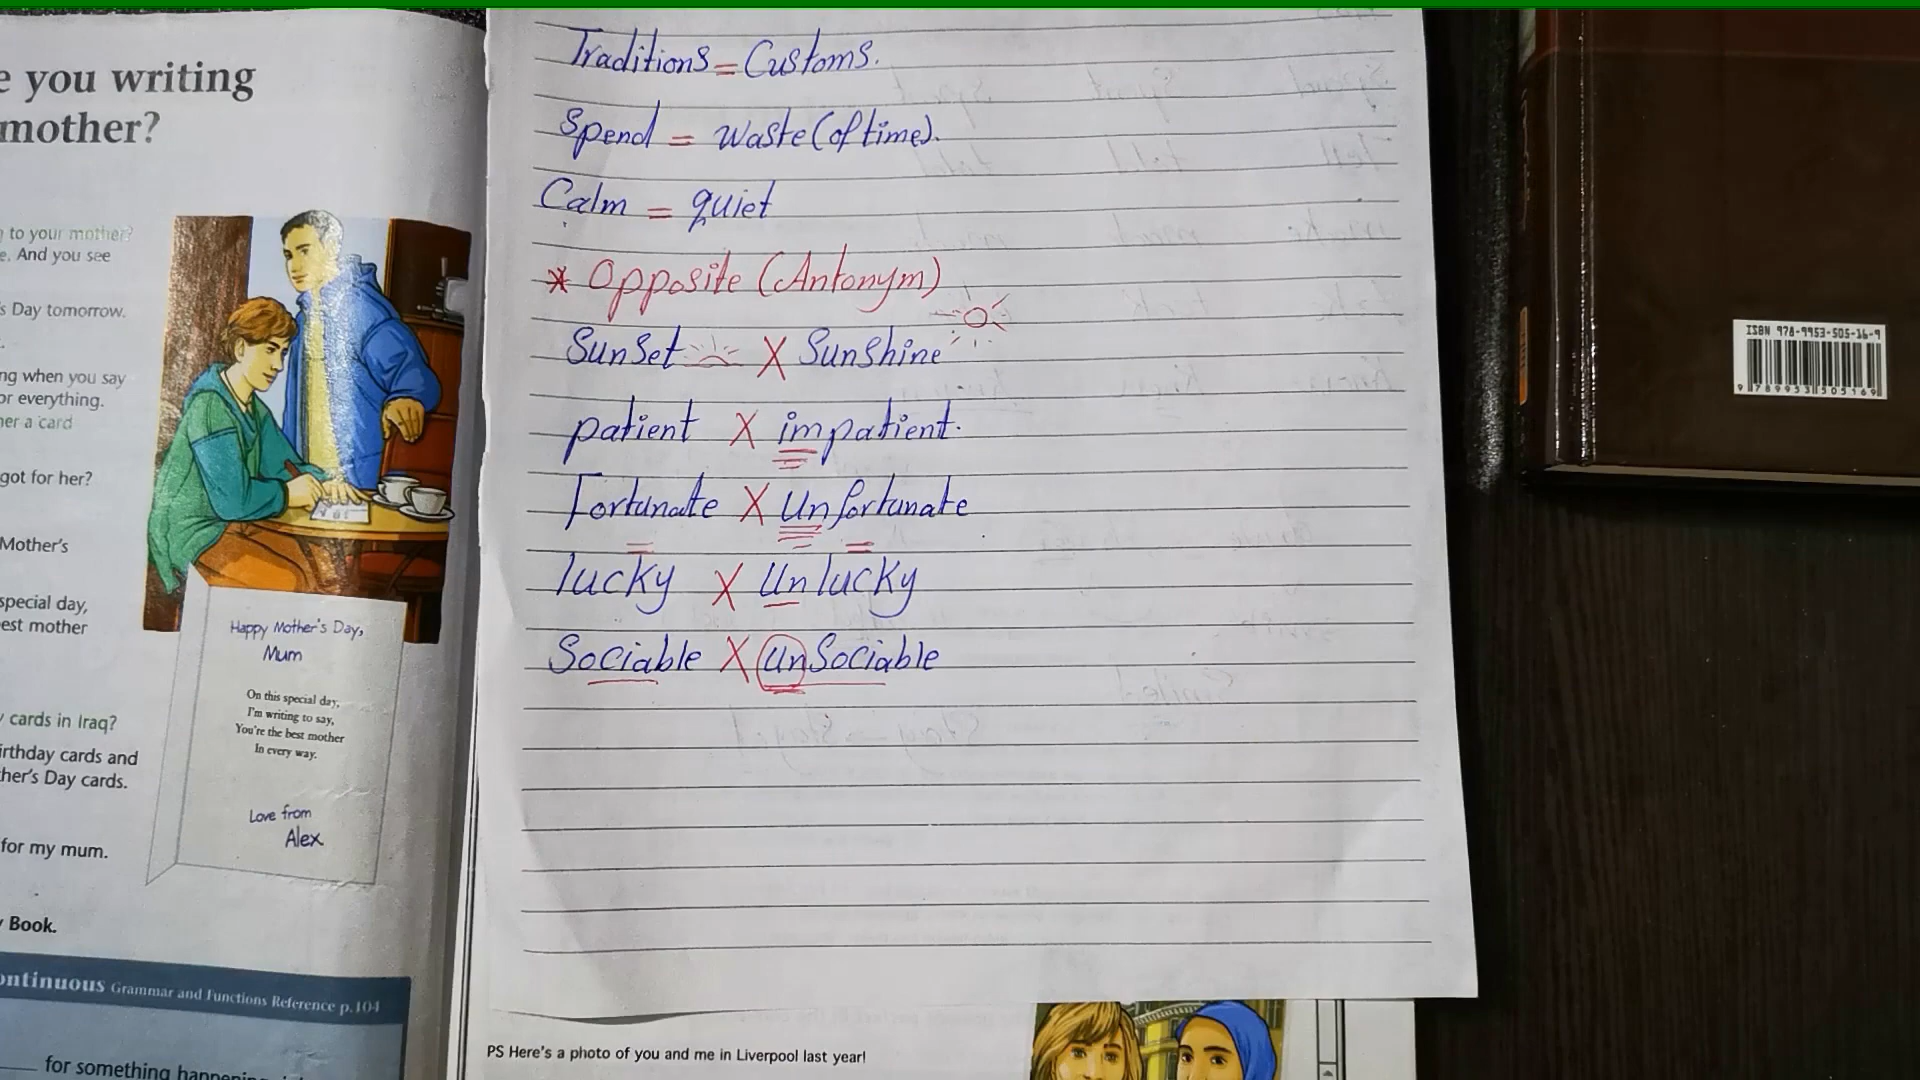 e you writing
mother?
to your mother?
e. And you see
's Day tomorrow.
ng when you say
or everything.
her a card
got for her?
Mother's
special day,
est mother
cards in Iraq?
irthday cards and
ther's Day cards.
for my mum.
Book.
ontinuous Grammar and Functions Reference p.104
for something happening
Happy Mother's Day,
Mum
On this special day,
I'm writing to say,
You're the best mother
In every way.
Love from
Alex
Traditions = Customs.
Spend = Waste (of time).
Calm = quiet
* Opposite (Antonym)
Sunset X Sunshine
patient X impatient.
Fortunate X Unfortunate
lucky X Unlucky
Sociable X UnSociable
PS Here's a photo of you and me in Liverpool last year!
ISBN 978-9953-505-16-9
9 789953 505169